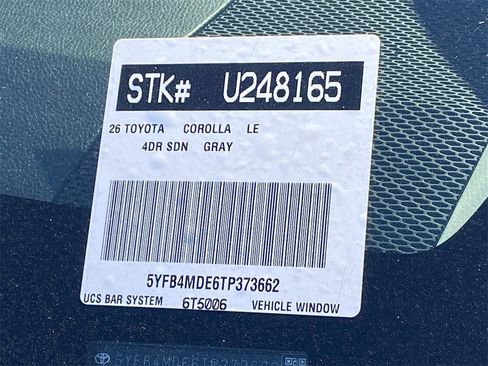 STK# U248165
26 TOYOTA COROLLA LE
4DR SDN GRAY
5YFB4MDE6TP373662
UCS BAR SYSTEM 6T5006 VEHICLE WINDOW